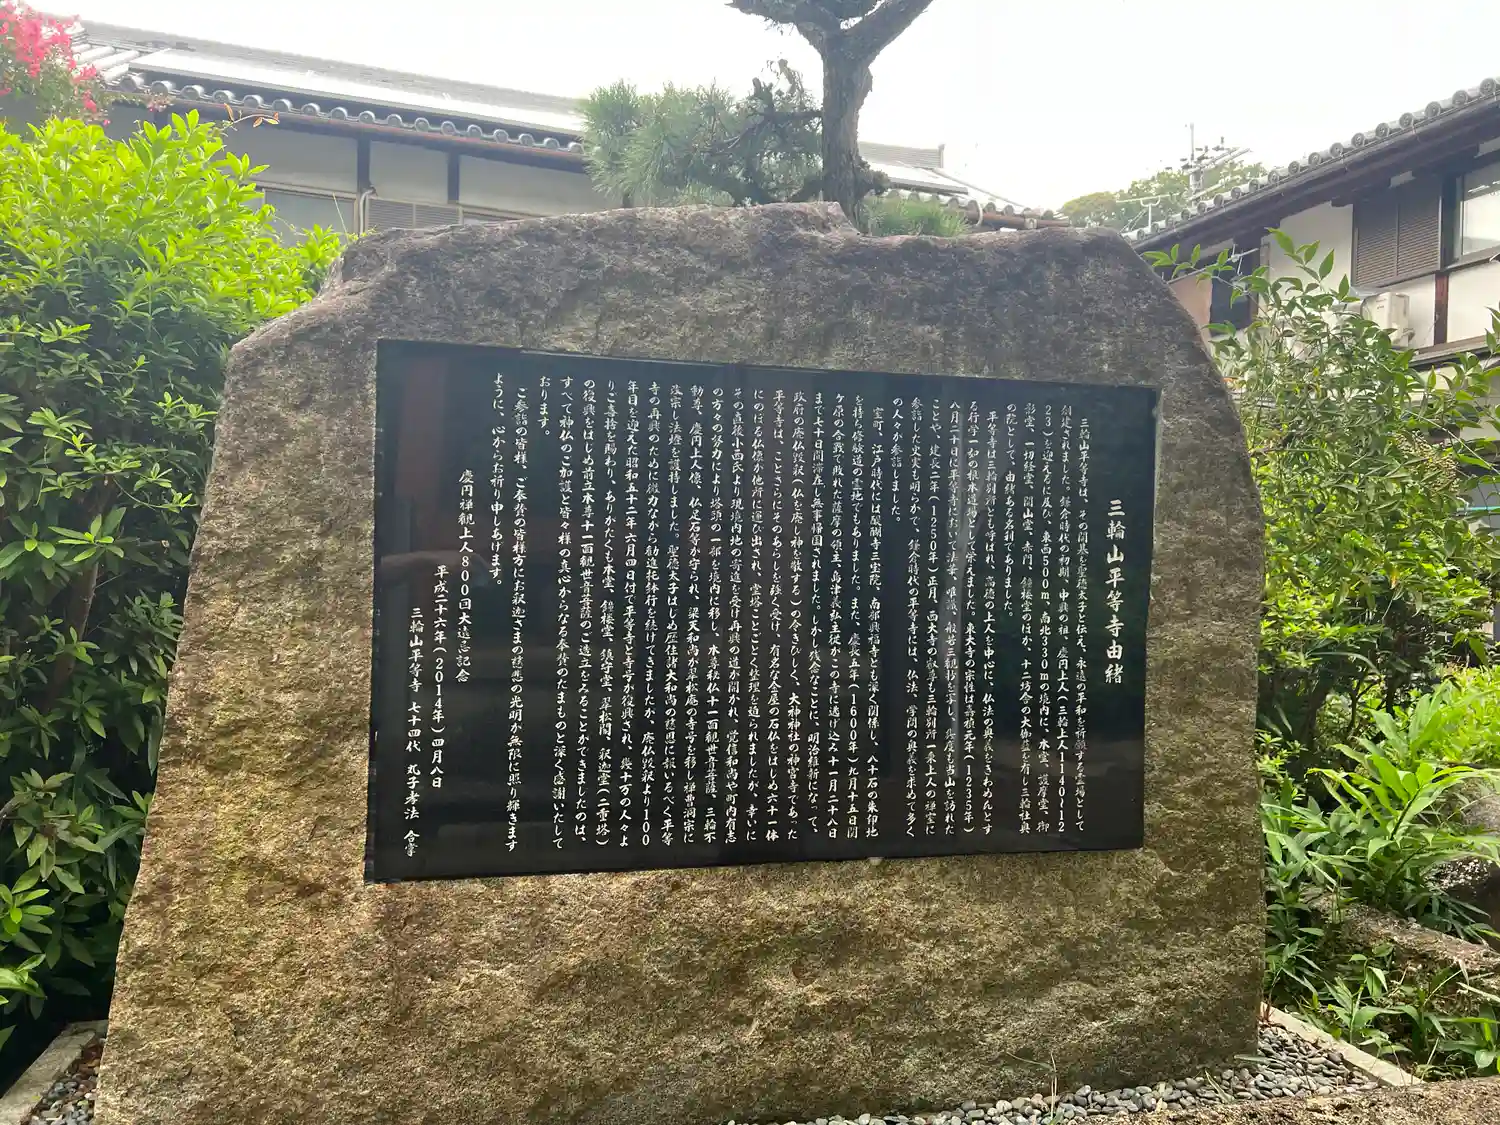 三輪山平等寺由緒
三輪山平等寺は、その開基を聖徳太子と伝え、永遠の平和を祈願する霊場として
創建されました。鎌倉時代の初期、中興の祖、慶円上人(三輪上人1140〜12
23)を迎えるに及び、東西500m、南北330mの境内に、本堂、護摩堂、御
影堂、一切経堂、開山堂、赤門、鐘楼堂のほか、十二坊舎の大伽藍を有し三輪社奥
の院として、由緒ある名刹でありました。
平等寺は三輪別所とも呼ばれ、高徳の上人を中心に、仏法の奥義をきわめんとす
る行学一如の根本道場として栄えました。東大寺の宗性は嘉禎元年(1235年)
八月二十日に平等寺において法華、唯識、般若三観抄を写し、
ことや、建長二年(1250年)正月、西大寺の叡尊も三輪別所一乗上人の禅室に
参詣した史実も明らかで、鎌倉時代の平等寺には、仏法、学問の奥義を求めて多く
の人々が参詣しました。
室町、江戸時代には醍醐寺三宝院、南都興福寺とも深く関係し、八十石の朱印地
を持ち修験道の霊地でもありました。また、慶長五年(1600年)九月十五日関
ケ原の合戦で敗れた薩摩の領主、島津義弘主従がこの寺に逃げ込み十一月二十八日
まで七十日間滞在し無事帰国されました。しかし残念なことに、明治維新になって、
政府の廃仏毀釈(仏を廃し神を敬する)の令きびしく、大神神社の神宮寺であった
平等寺は、ことさらにそのあらしを強く受け、有名な金屋の石仏をはじめ六十一体
にのぼる仏像が他所に運び出され、堂塔ことごとく整理を迫られましたが、幸いに
その直後小西氏より現境内地の寄進を受け再興の道が開かれ、覚信和尚や町内有志
の方々の努力により塔頭の一部を境内に移し、本尊秘仏十一面観世音菩薩、三輪不
動尊、慶円上人像、仏足石等が守られ、梁天和尚が翠松庵の寺号を移し禅曹洞宗に
改宗し法燈を護持しました。聖徳太子はじめ歴住諸大和尚の慈恩に報いるべく平等
寺の再興のために微力ながら勧進托鉢行を続けてきましたが、廃仏毀釈より100
年目を迎えた昭和五十二年六月四日付で平等寺と寺号が復興され、幾十万の人々よ
りご喜捨を賜わり、ありがたくも本堂、鐘楼堂、鎮守堂、翠松閣、釈迦堂(二重塔)
の復興をはじめ前立本尊十一面観世音菩薩のご造立をみることができましたのは、
すべて神仏のご加護と皆々様の真心からなる奉賛のたまものと深く感謝いたして
おります。
ご参詣の皆様、ご奉賛の皆様方にお釈迦さまの慈悲の光明が無限に照り輝きます
ように、心からお祈り申しあげます。
慶円禅観上人800回大遠忌記念
平成二十六年(2014年)四月八日
三輪山平等寺 七十四代 丸子孝法 合掌